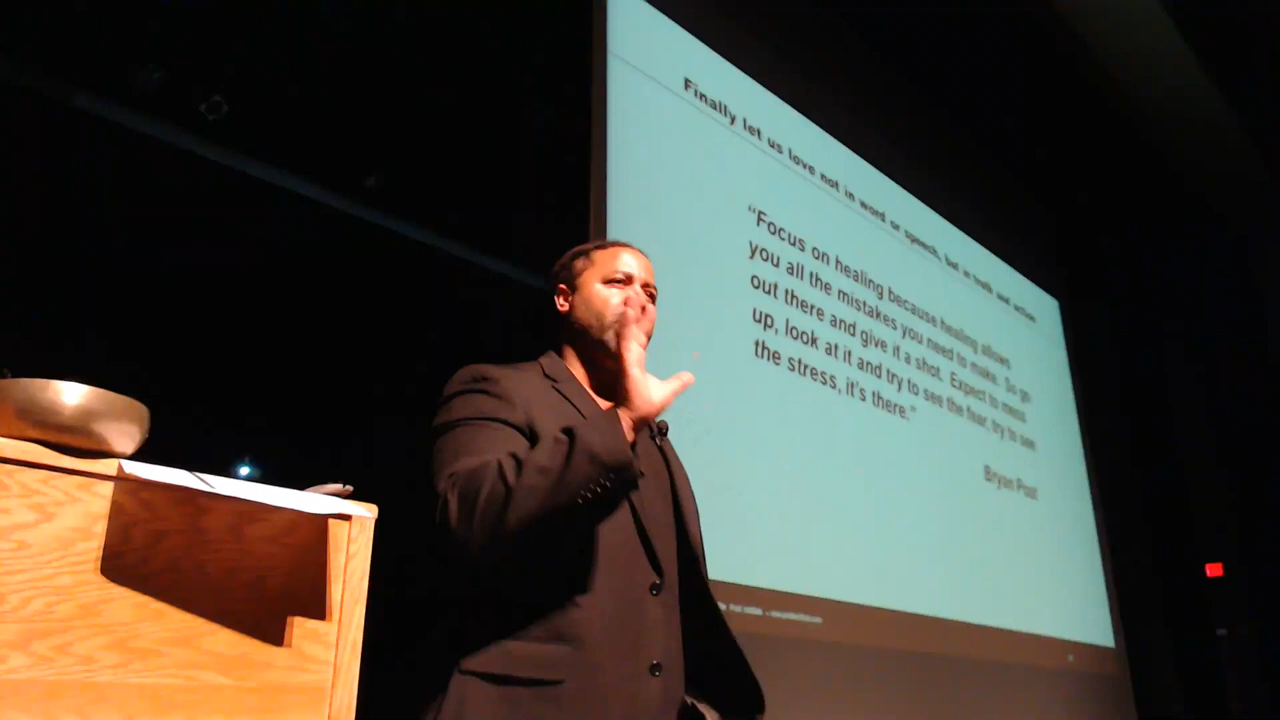 Finally let us love not in word or speech, but in truth and action
“Focus on healing because healing allows
you all the mistakes you need to make. So go
out there and give it a shot. Expect to mess
up, look at it and try to see the fear, try to see
the stress, it's there.”
Bryan Post